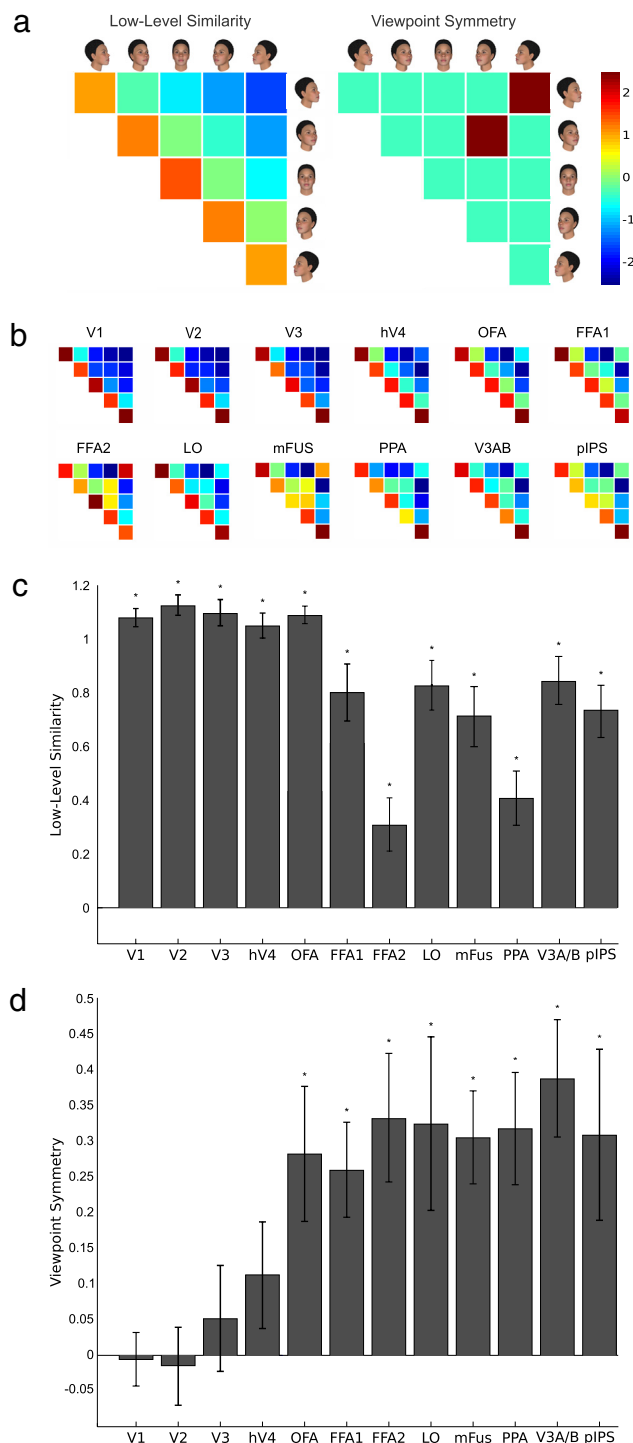 a
Low-Level Similarity
Viewpoint Symmetry
2
1
0
-1
-2
b
V1 V2 V3 hV4 OFA FFA1
FFA2 LO mFUS PPA V3AB pIPS
c
1.2
1
0.8
0.6
0.4
0.2
0
Low-Level Similarity
* * * * * * * * * * * *
V1 V2 V3 hV4 OFA FFA1 FFA2 LO mFus PPA V3A/B pIPS
d
0.5
0.45
0.4
0.35
0.3
0.25
0.2
0.15
0.1
0.05
0
-0.05
Viewpoint Symmetry
* * * * * * * *
V1 V2 V3 hV4 OFA FFA1 FFA2 LO mFus PPA V3A/B pIPS